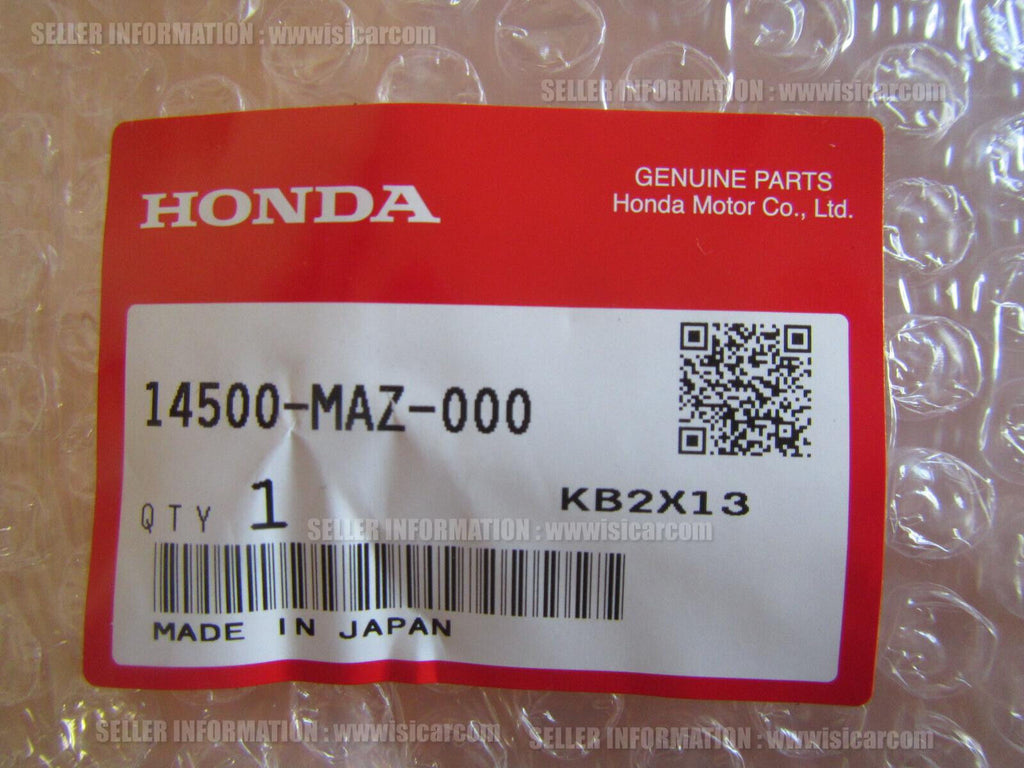 SELLER INFORMATION : wwwisicarcom
SELLER INFORMATION : wwwisicarcom
HONDA
GENUINE PARTS
Honda Motor Co., Ltd.
14500-MAZ-000
QTY 1
KB2X13
SELLER INFORMATION : wwwisicarcom
MADE IN JAPAN
SELLER INFORMATION : wwwisicarcom
SELLER INFORMATION : wwwisicarcom